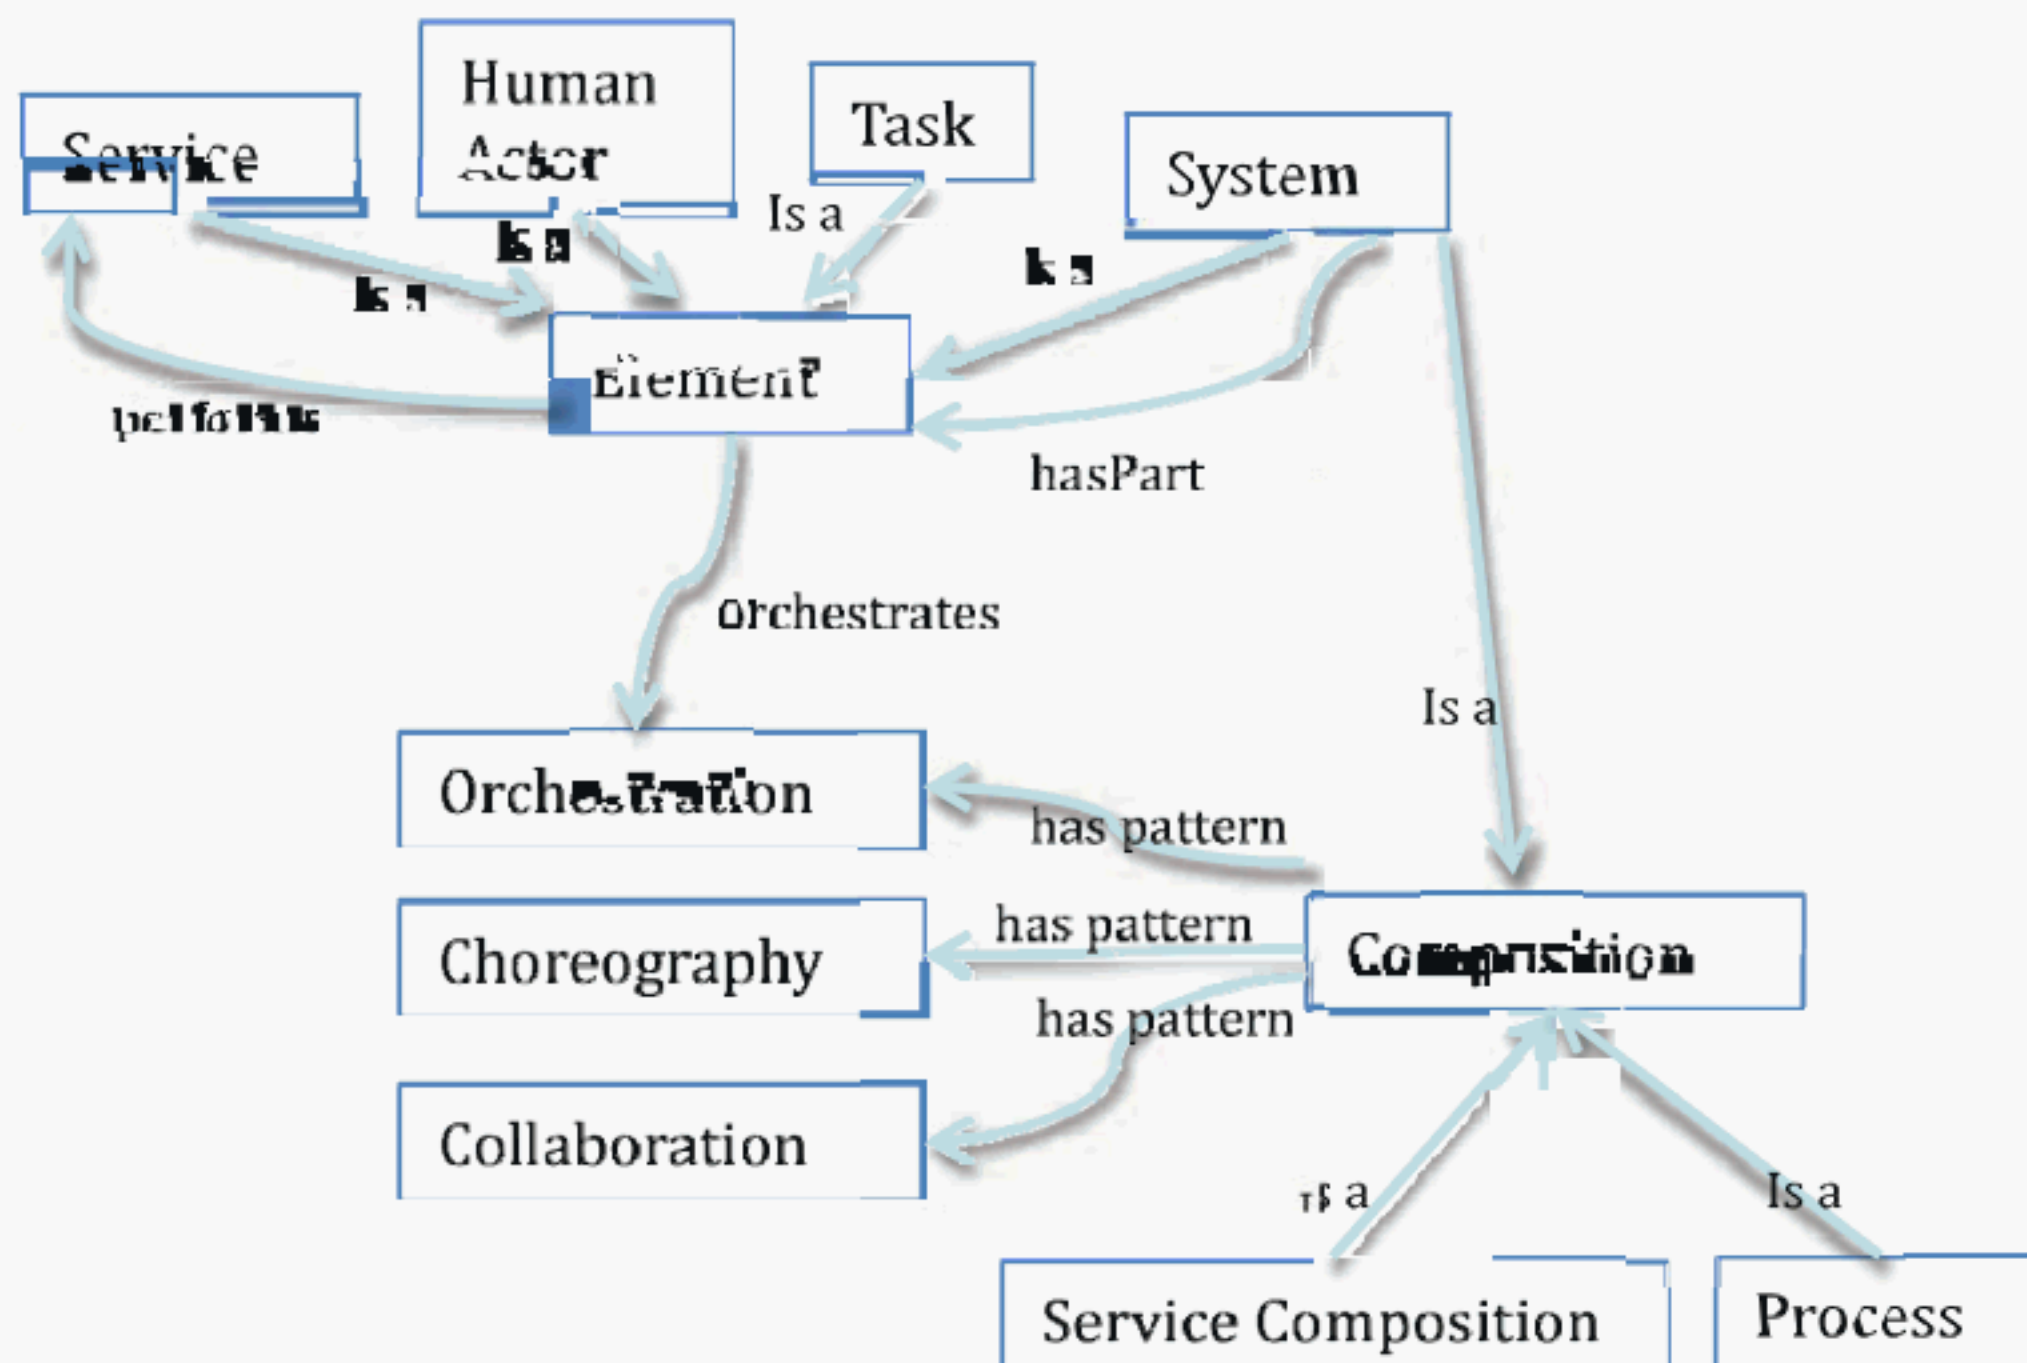 Human
Actor
Task
Service
System
Is a
Is a
Is a
Is a
Element
performs
hasPart
orchestrates
Is a
Orchestration
has pattern
has pattern
Choreography
Composition
has pattern
Collaboration
Is a
Is a
Service Composition
Process